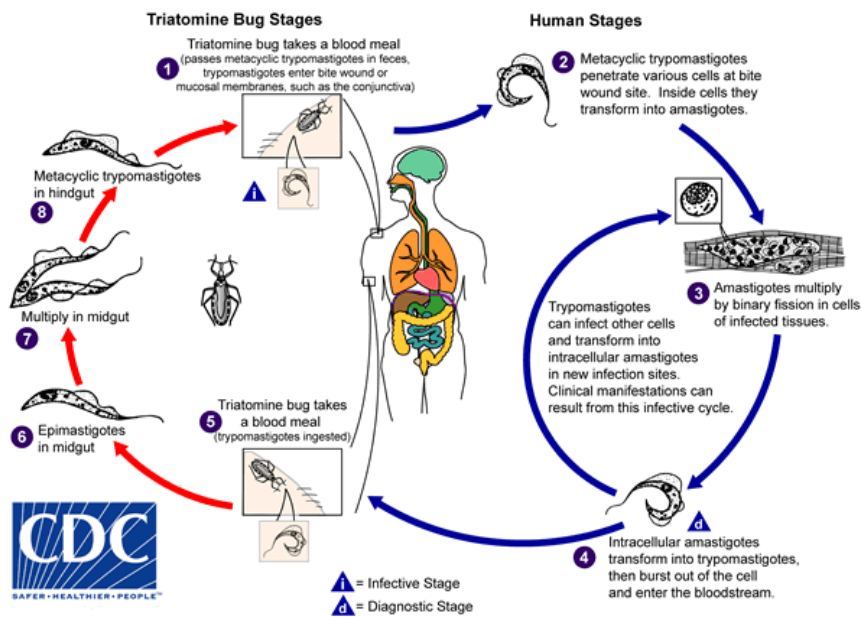 Triatomine Bug Stages
Human Stages
Triatomine bug takes a blood meal
(passes metacyclic trypomastigotes in feces,
trypomastigotes enter bite wound or
mucosal membranes, such as the conjunctiva)
1
i
2
Metacyclic trypomastigotes
penetrate various cells at bite
wound site. Inside cells they
transform into amastigotes.
3
Amastigotes multiply
by binary fission in cells
of infected tissues.
Trypomastigotes
can infect other cells
and transform into
intracellular amastigotes
in new infection sites.
Clinical manifestations can
result from this infective cycle.
d
4
Intracellular amastigotes
transform into trypomastigotes,
then burst out of the cell
and enter the bloodstream.
5
Triatomine bug takes
a blood meal
(trypomastigotes ingested)
6
Epimastigotes
in midgut
Multiply in midgut
7
Metacyclic trypomastigotes
in hindgut
8
CDC
SAFER·HEALTHIER·PEOPLE™
i = Infective Stage
d = Diagnostic Stage